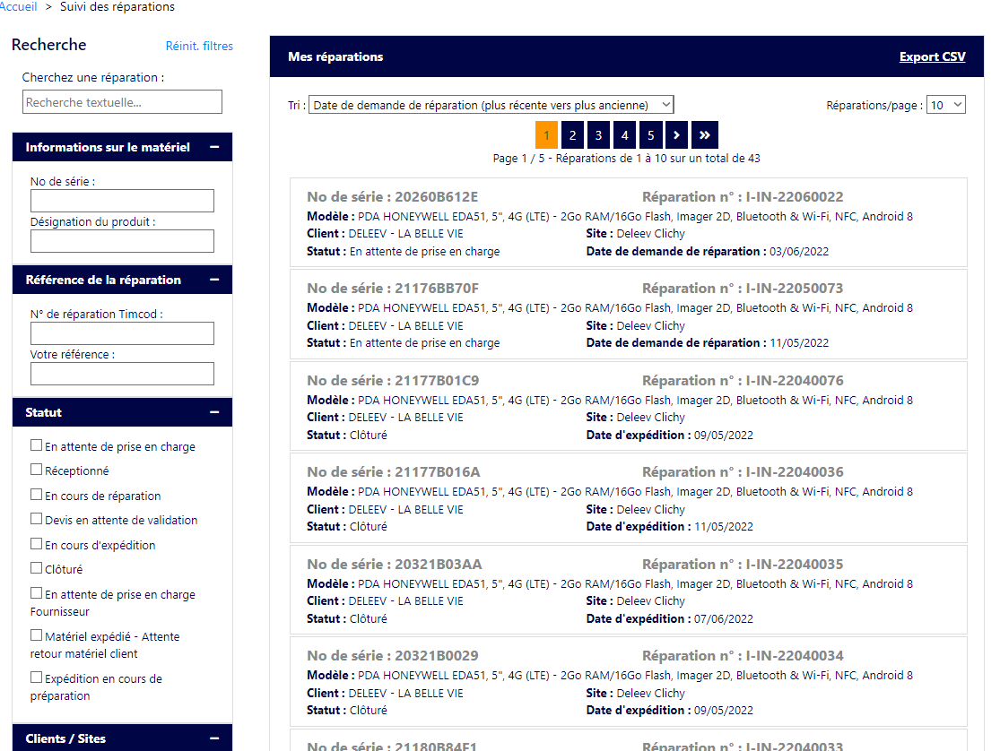 Accueil > Suivi des réparations
Recherche
Réinit. filtres
Cherchez une réparation :
Recherche textuelle...
Informations sur le matériel −
No de série :
Désignation du produit :
Référence de la réparation −
N° de réparation Timcod :
Votre référence :
Statut −
En attente de prise en charge
Réceptionné
En cours de réparation
Devis en attente de validation
En cours d'expédition
Clôturé
En attente de prise en charge
Fournisseur
Matériel expédié - Attente
retour matériel client
Expédition en cours de
préparation
Clients / Sites −
Mes réparations
Export CSV
Tri : Date de demande de réparation (plus récente vers plus ancienne)
Réparations/page : 10
1 2 3 4 5 › »
Page 1 / 5 - Réparations de 1 à 10 sur un total de 43
No de série : 20260B612E Réparation n° : I-IN-22060022
Modèle : PDA HONEYWELL EDA51, 5", 4G (LTE) - 2Go RAM/16Go Flash, Imager 2D, Bluetooth & Wi-Fi, NFC, Android 8
Client : DELEEV - LA BELLE VIE Site : Deleev Clichy
Statut : En attente de prise en charge Date de demande de réparation : 03/06/2022
No de série : 21176BB70F Réparation n° : I-IN-22050073
Modèle : PDA HONEYWELL EDA51, 5", 4G (LTE) - 2Go RAM/16Go Flash, Imager 2D, Bluetooth & Wi-Fi, NFC, Android 8
Client : DELEEV - LA BELLE VIE Site : Deleev Clichy
Statut : En attente de prise en charge Date de demande de réparation : 11/05/2022
No de série : 21177B01C9 Réparation n° : I-IN-22040076
Modèle : PDA HONEYWELL EDA51, 5", 4G (LTE) - 2Go RAM/16Go Flash, Imager 2D, Bluetooth & Wi-Fi, NFC, Android 8
Client : DELEEV - LA BELLE VIE Site : Deleev Clichy
Statut : Clôturé Date d'expédition : 09/05/2022
No de série : 21177B016A Réparation n° : I-IN-22040036
Modèle : PDA HONEYWELL EDA51, 5", 4G (LTE) - 2Go RAM/16Go Flash, Imager 2D, Bluetooth & Wi-Fi, NFC, Android 8
Client : DELEEV - LA BELLE VIE Site : Deleev Clichy
Statut : Clôturé Date d'expédition : 11/05/2022
No de série : 20321B03AA Réparation n° : I-IN-22040035
Modèle : PDA HONEYWELL EDA51, 5", 4G (LTE) - 2Go RAM/16Go Flash, Imager 2D, Bluetooth & Wi-Fi, NFC, Android 8
Client : DELEEV - LA BELLE VIE Site : Deleev Clichy
Statut : Clôturé Date d'expédition : 07/06/2022
No de série : 20321B0029 Réparation n° : I-IN-22040034
Modèle : PDA HONEYWELL EDA51, 5", 4G (LTE) - 2Go RAM/16Go Flash, Imager 2D, Bluetooth & Wi-Fi, NFC, Android 8
Client : DELEEV - LA BELLE VIE Site : Deleev Clichy
Statut : Clôturé Date d'expédition : 09/05/2022
No de série : 21180B84F1 Réparation n° : I-IN-22040033